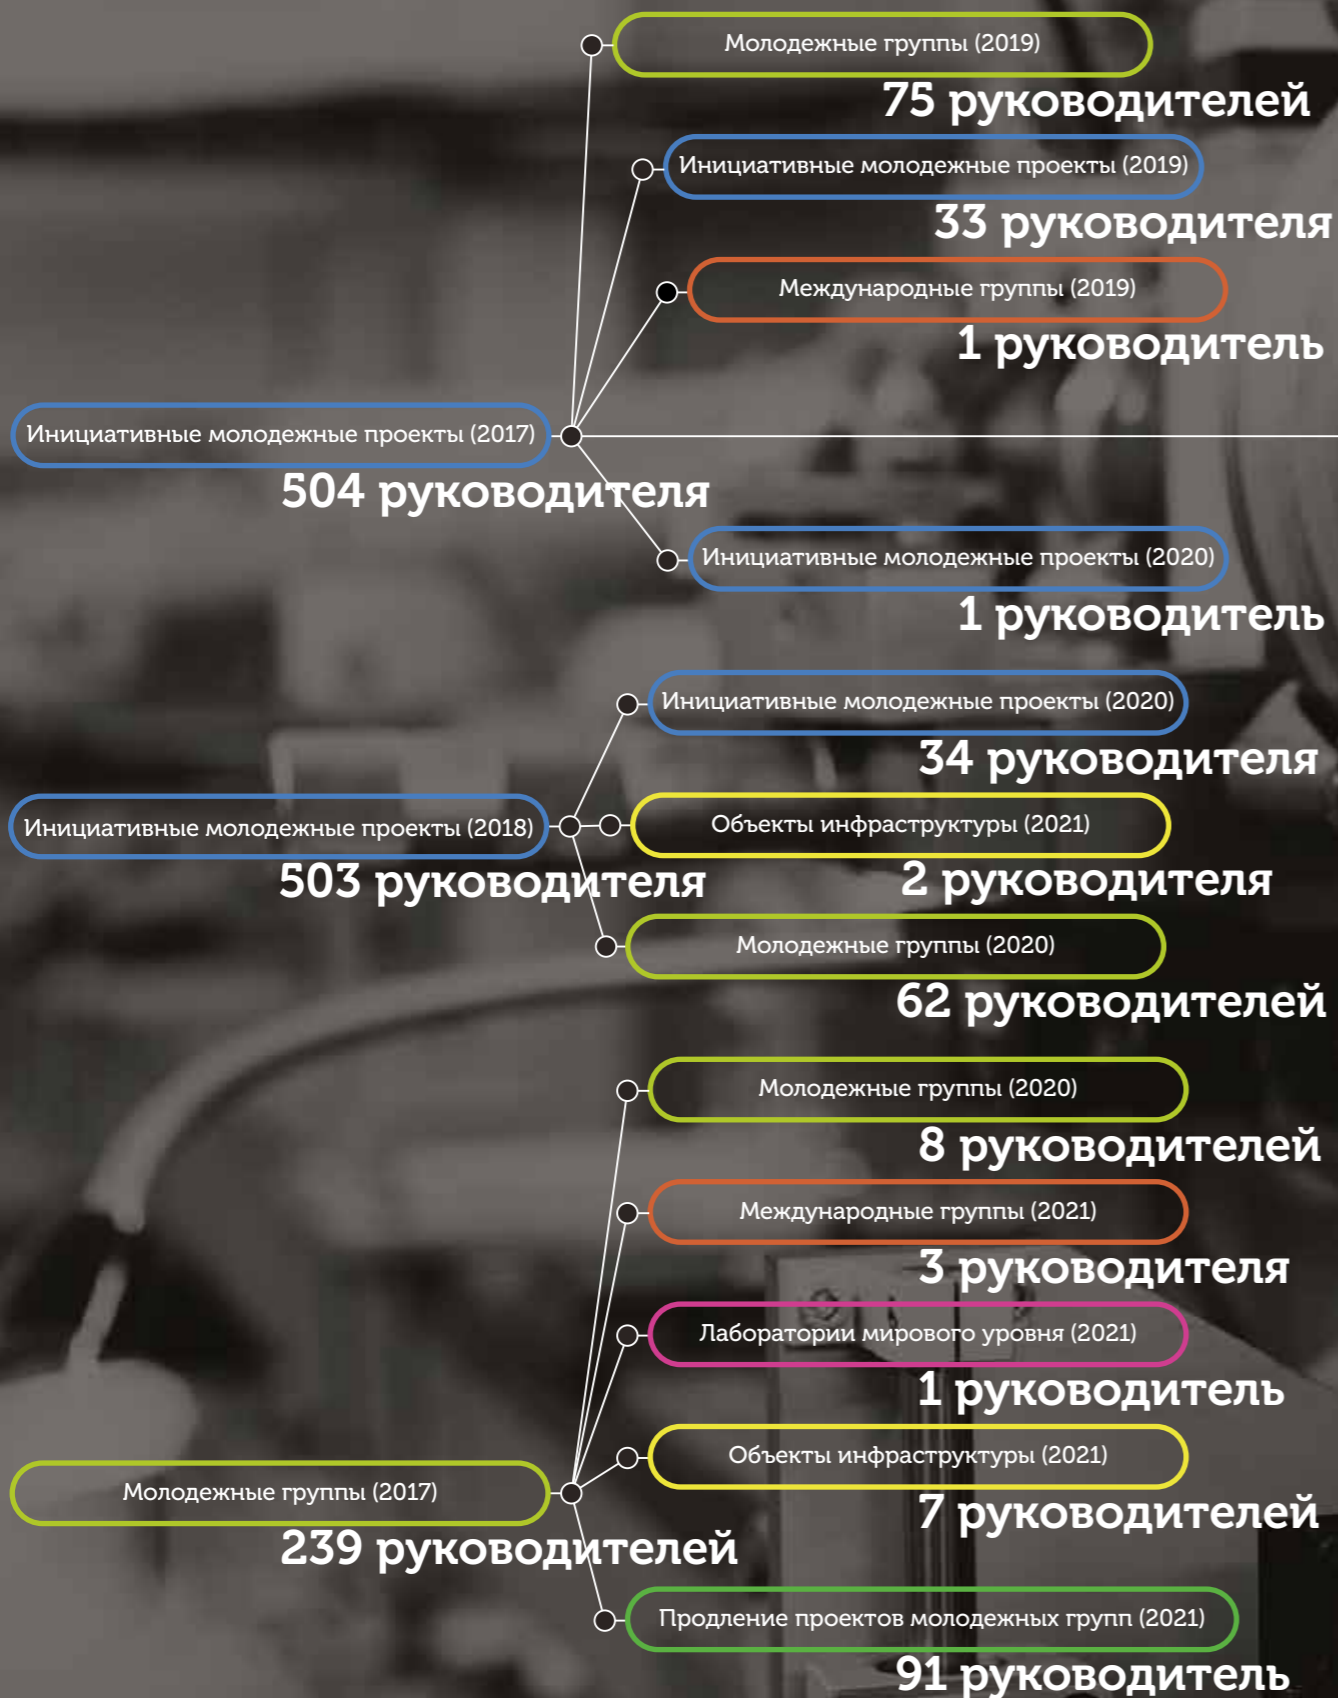 Молодежные группы (2019)
75 руководителей
Инициативные молодежные проекты (2019)
33 руководителя
Международные группы (2019)
1 руководитель
Инициативные молодежные проекты (2017)
504 руководителя
Инициативные молодежные проекты (2020)
1 руководитель
Инициативные молодежные проекты (2020)
34 руководителя
Инициативные молодежные проекты (2018)
503 руководителя
Объекты инфраструктуры (2021)
2 руководителя
Молодежные группы (2020)
62 руководителей
Молодежные группы (2020)
8 руководителей
Международные группы (2021)
3 руководителя
Лаборатории мирового уровня (2021)
1 руководитель
Объекты инфраструктуры (2021)
7 руководителей
Молодежные группы (2017)
239 руководителей
Продление проектов молодежных групп (2021)
91 руководитель